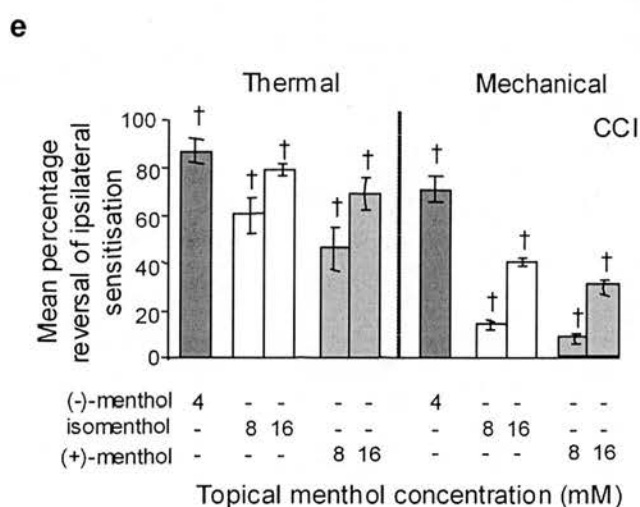 e
Thermal Mechanical
CCI
Mean percentage
reversal of ipsilateral
sensitisation
100
80
60
40
20
0
† † † † † † † † † †
(-)-menthol 4 - - - - 4 - - - -
isomenthol - 8 16 - - - 8 16 - -
(+)-menthol - - - 8 16 - - - 8 16
Topical menthol concentration (mM)